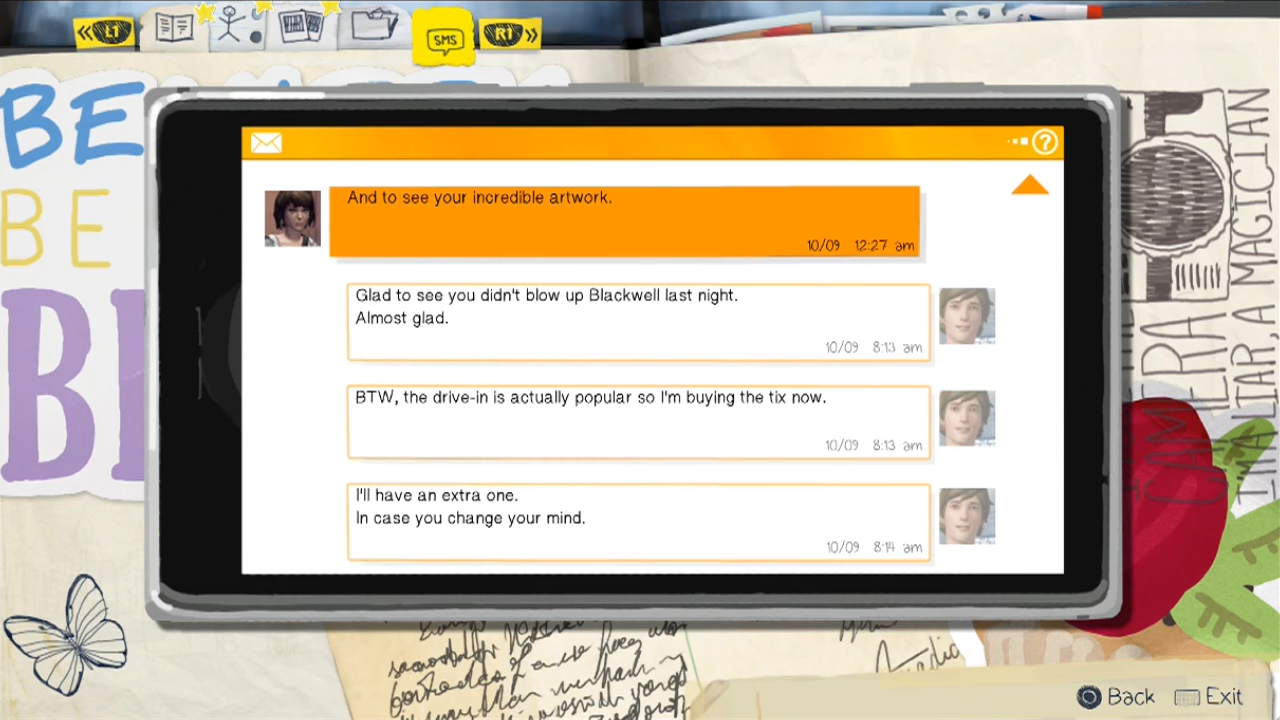 L1
SMS
R1
BE
BE
B
And to see your incredible artwork.
10/09 12:27 am
Glad to see you didn't blow up Blackwell last night.
Almost glad.
10/09 8:13 am
BTW, the drive-in is actually popular so I'm buying the tix now.
10/09 8:13 am
I'll have an extra one.
In case you change your mind.
10/09 8:14 am
CAMERA
LIAR, A MAGICIAN
Back Exit